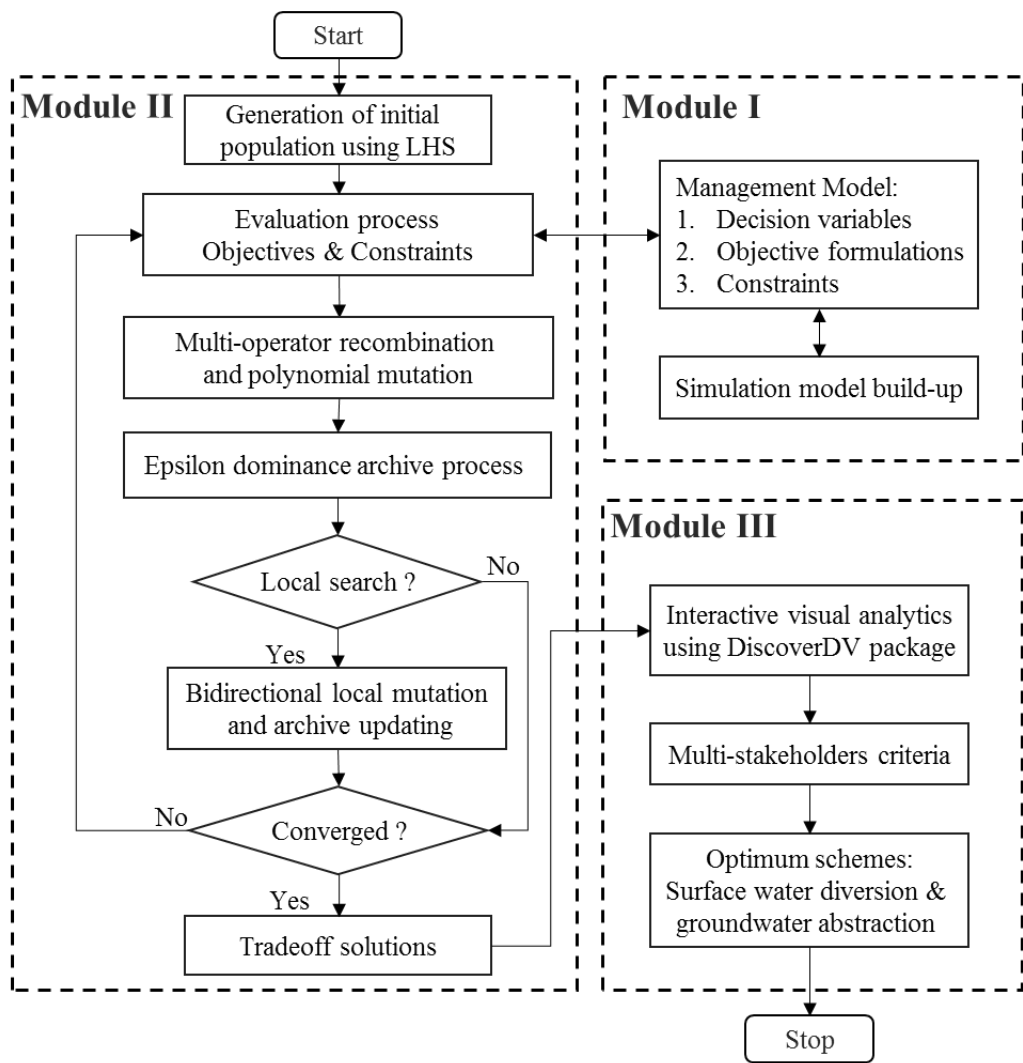 Start
Module II
Generation of initial
population using LHS
Evaluation process
Objectives & Constraints
Multi-operator recombination
and polynomial mutation
Epsilon dominance archive process
Local search ?
No
Yes
Bidirectional local mutation
and archive updating
No
Converged ?
Yes
Tradeoff solutions
Module I
Management Model:
1. Decision variables
2. Objective formulations
3. Constraints
Simulation model build-up
Module III
Interactive visual analytics
using DiscoverDV package
Multi-stakeholders criteria
Optimum schemes:
Surface water diversion &
groundwater abstraction
Stop